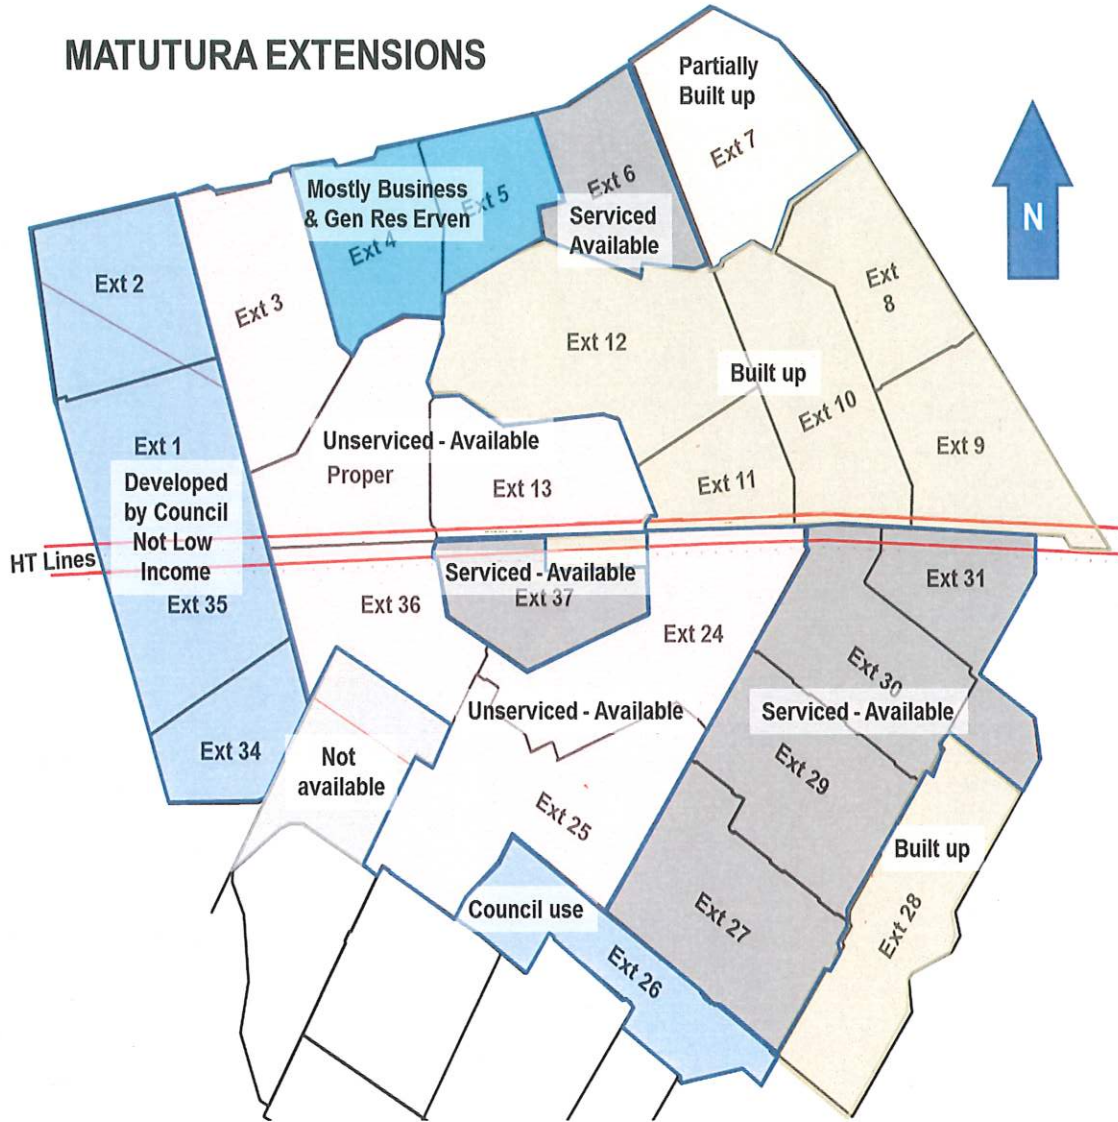 MATUTURA EXTENSIONS
Partially
Built up
Ext 7
N
Ext 6
Serviced
Available
Mostly Business
& Gen Res Erven
Ext 5
Ext 4
Ext 2
Ext 3
Ext
8
Ext 12
Built up
Ext 10
Ext 9
Ext 11
Ext 1
Developed
by Council
Not Low
Income
Unserviced - Available
Proper
Ext 13
HT Lines
Ext 35
Ext 36
Serviced - Available
Ext 37
Ext 31
Ext 24
Ext 30
Unserviced - Available
Serviced - Available
Ext 34
Not
available
Ext 29
Ext 25
Built up
Council use
Ext 27
Ext 28
Ext 26